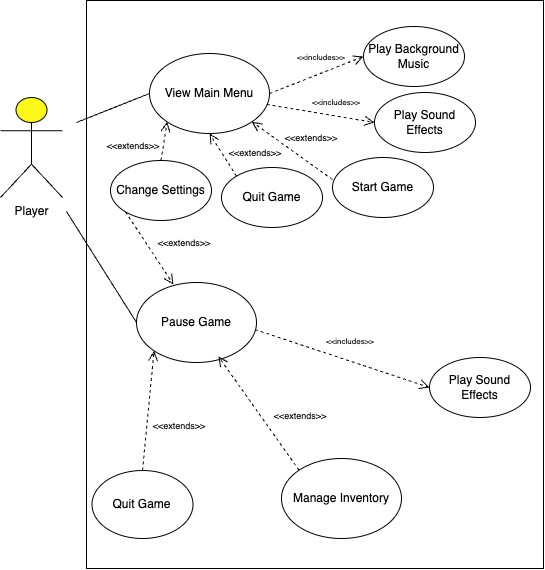 <<includes>>
Play Background
Music
View Main Menu
<<includes>>
Play Sound
Effects
<<extends>>
<<extends>>
<<extends>>
Change Settings
Quit Game
Start Game
Player
<<extends>>
Pause Game
<<includes>>
Play Sound
Effects
<<extends>>
<<extends>>
Quit Game
Manage Inventory